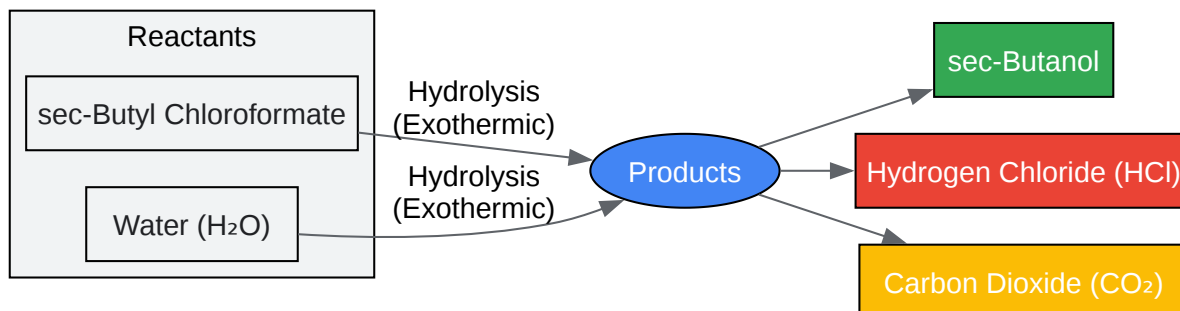 Reactants
sec-Butyl Chloroformate
Water (H₂O)
Hydrolysis
(Exothermic)
Hydrolysis
(Exothermic)
Products
sec-Butanol
Hydrogen Chloride (HCl)
Carbon Dioxide (CO₂)